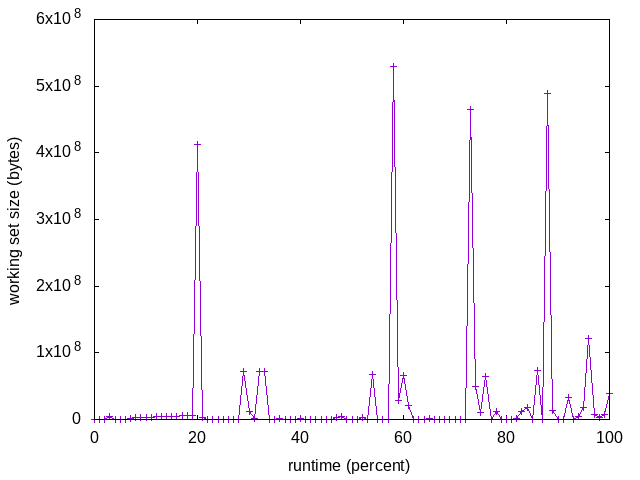 6x10^8
5x10^8
4x10^8
3x10^8
2x10^8
1x10^8
0
working set size (bytes)
0 20 40 60 80 100
runtime (percent)